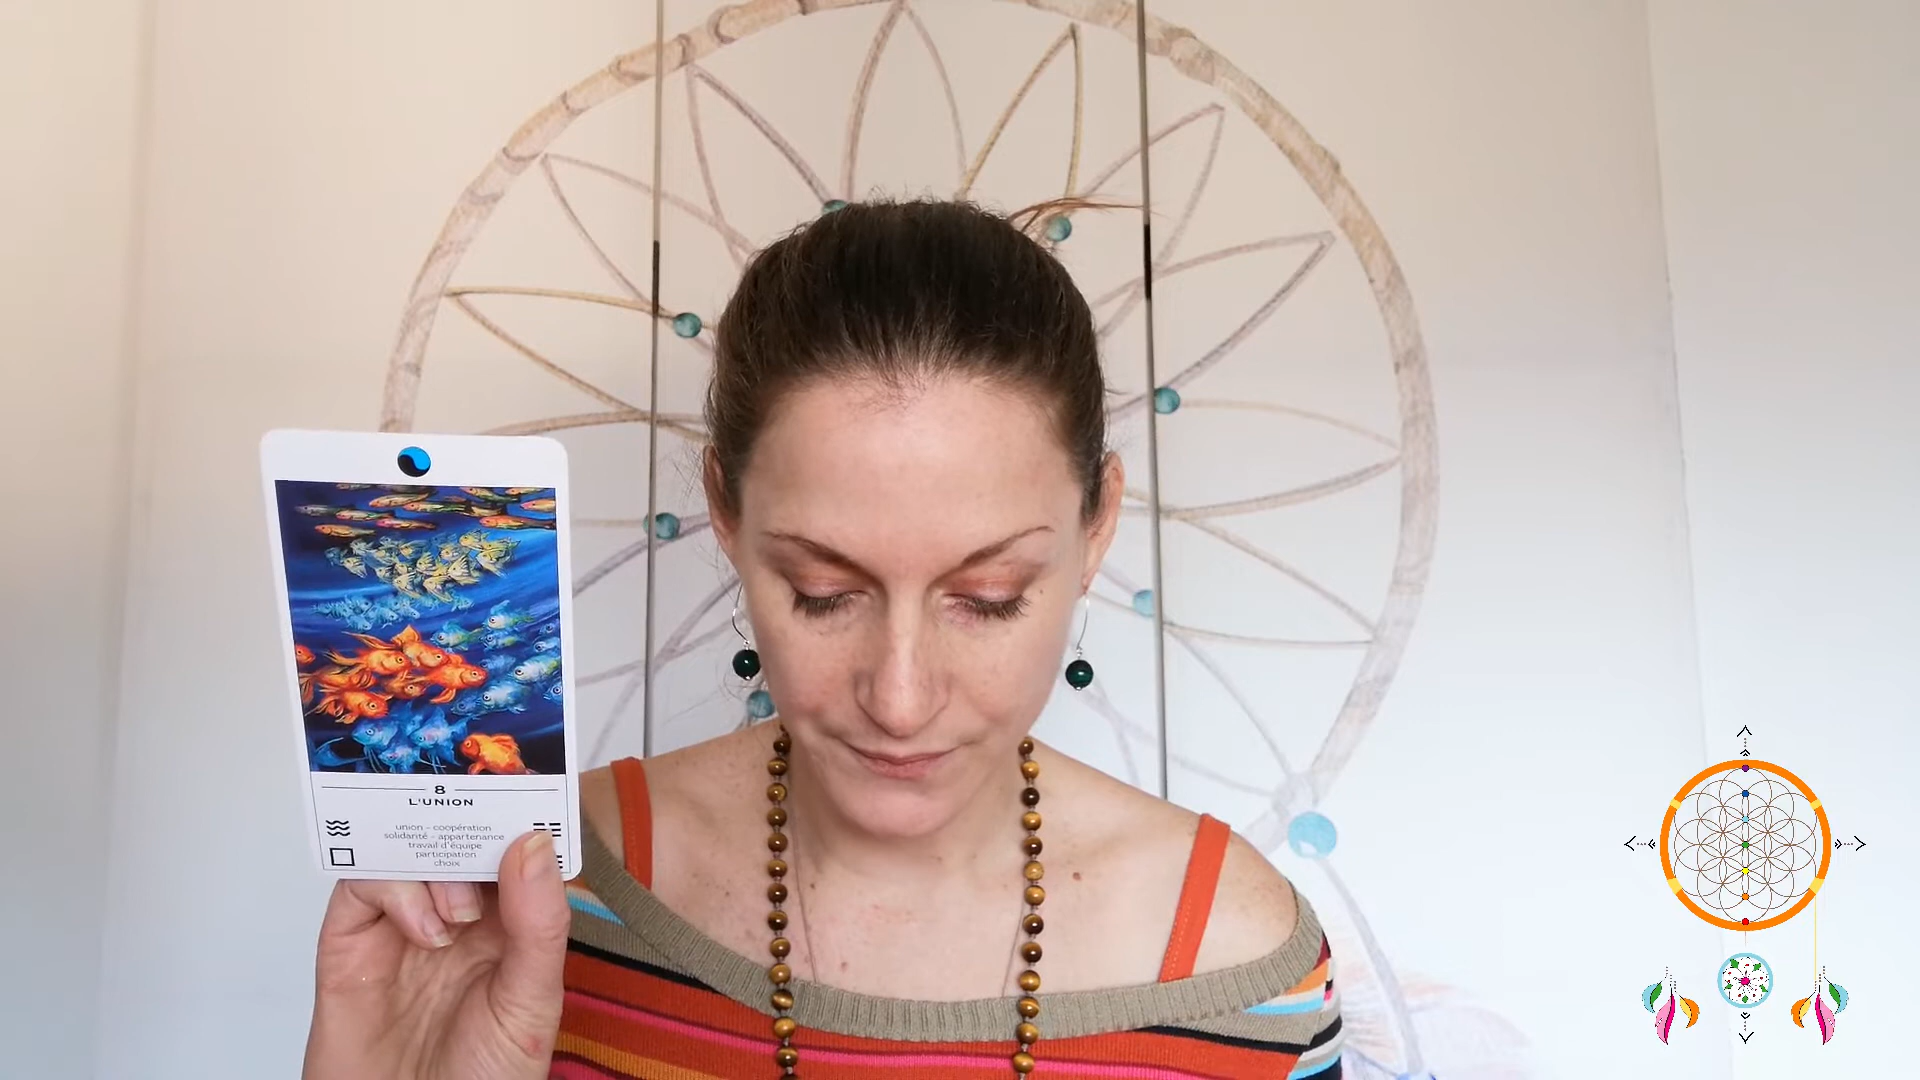 8
L'UNION
union - coopération
solidarité - appartenance
travail d'équipe
participation
choix